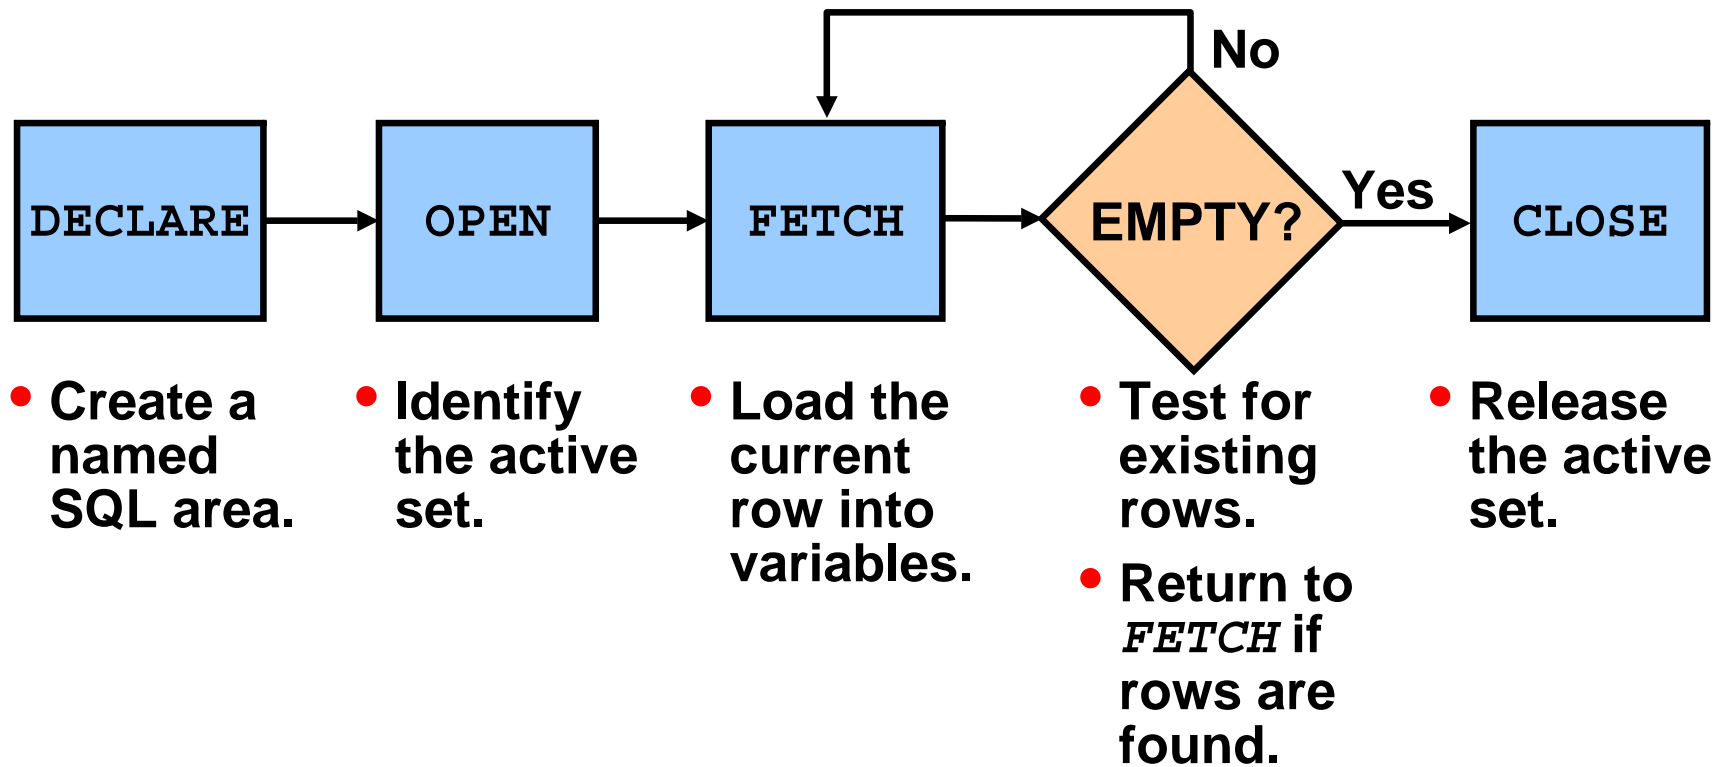 No
DECLARE
OPEN
FETCH
EMPTY?
Yes
CLOSE
• Create a
named
SQL area.
• Identify
the active
set.
• Load the
current
row into
variables.
• Test for
existing
rows.
• Return to
FETCH if
rows are
found.
• Release
the active
set.